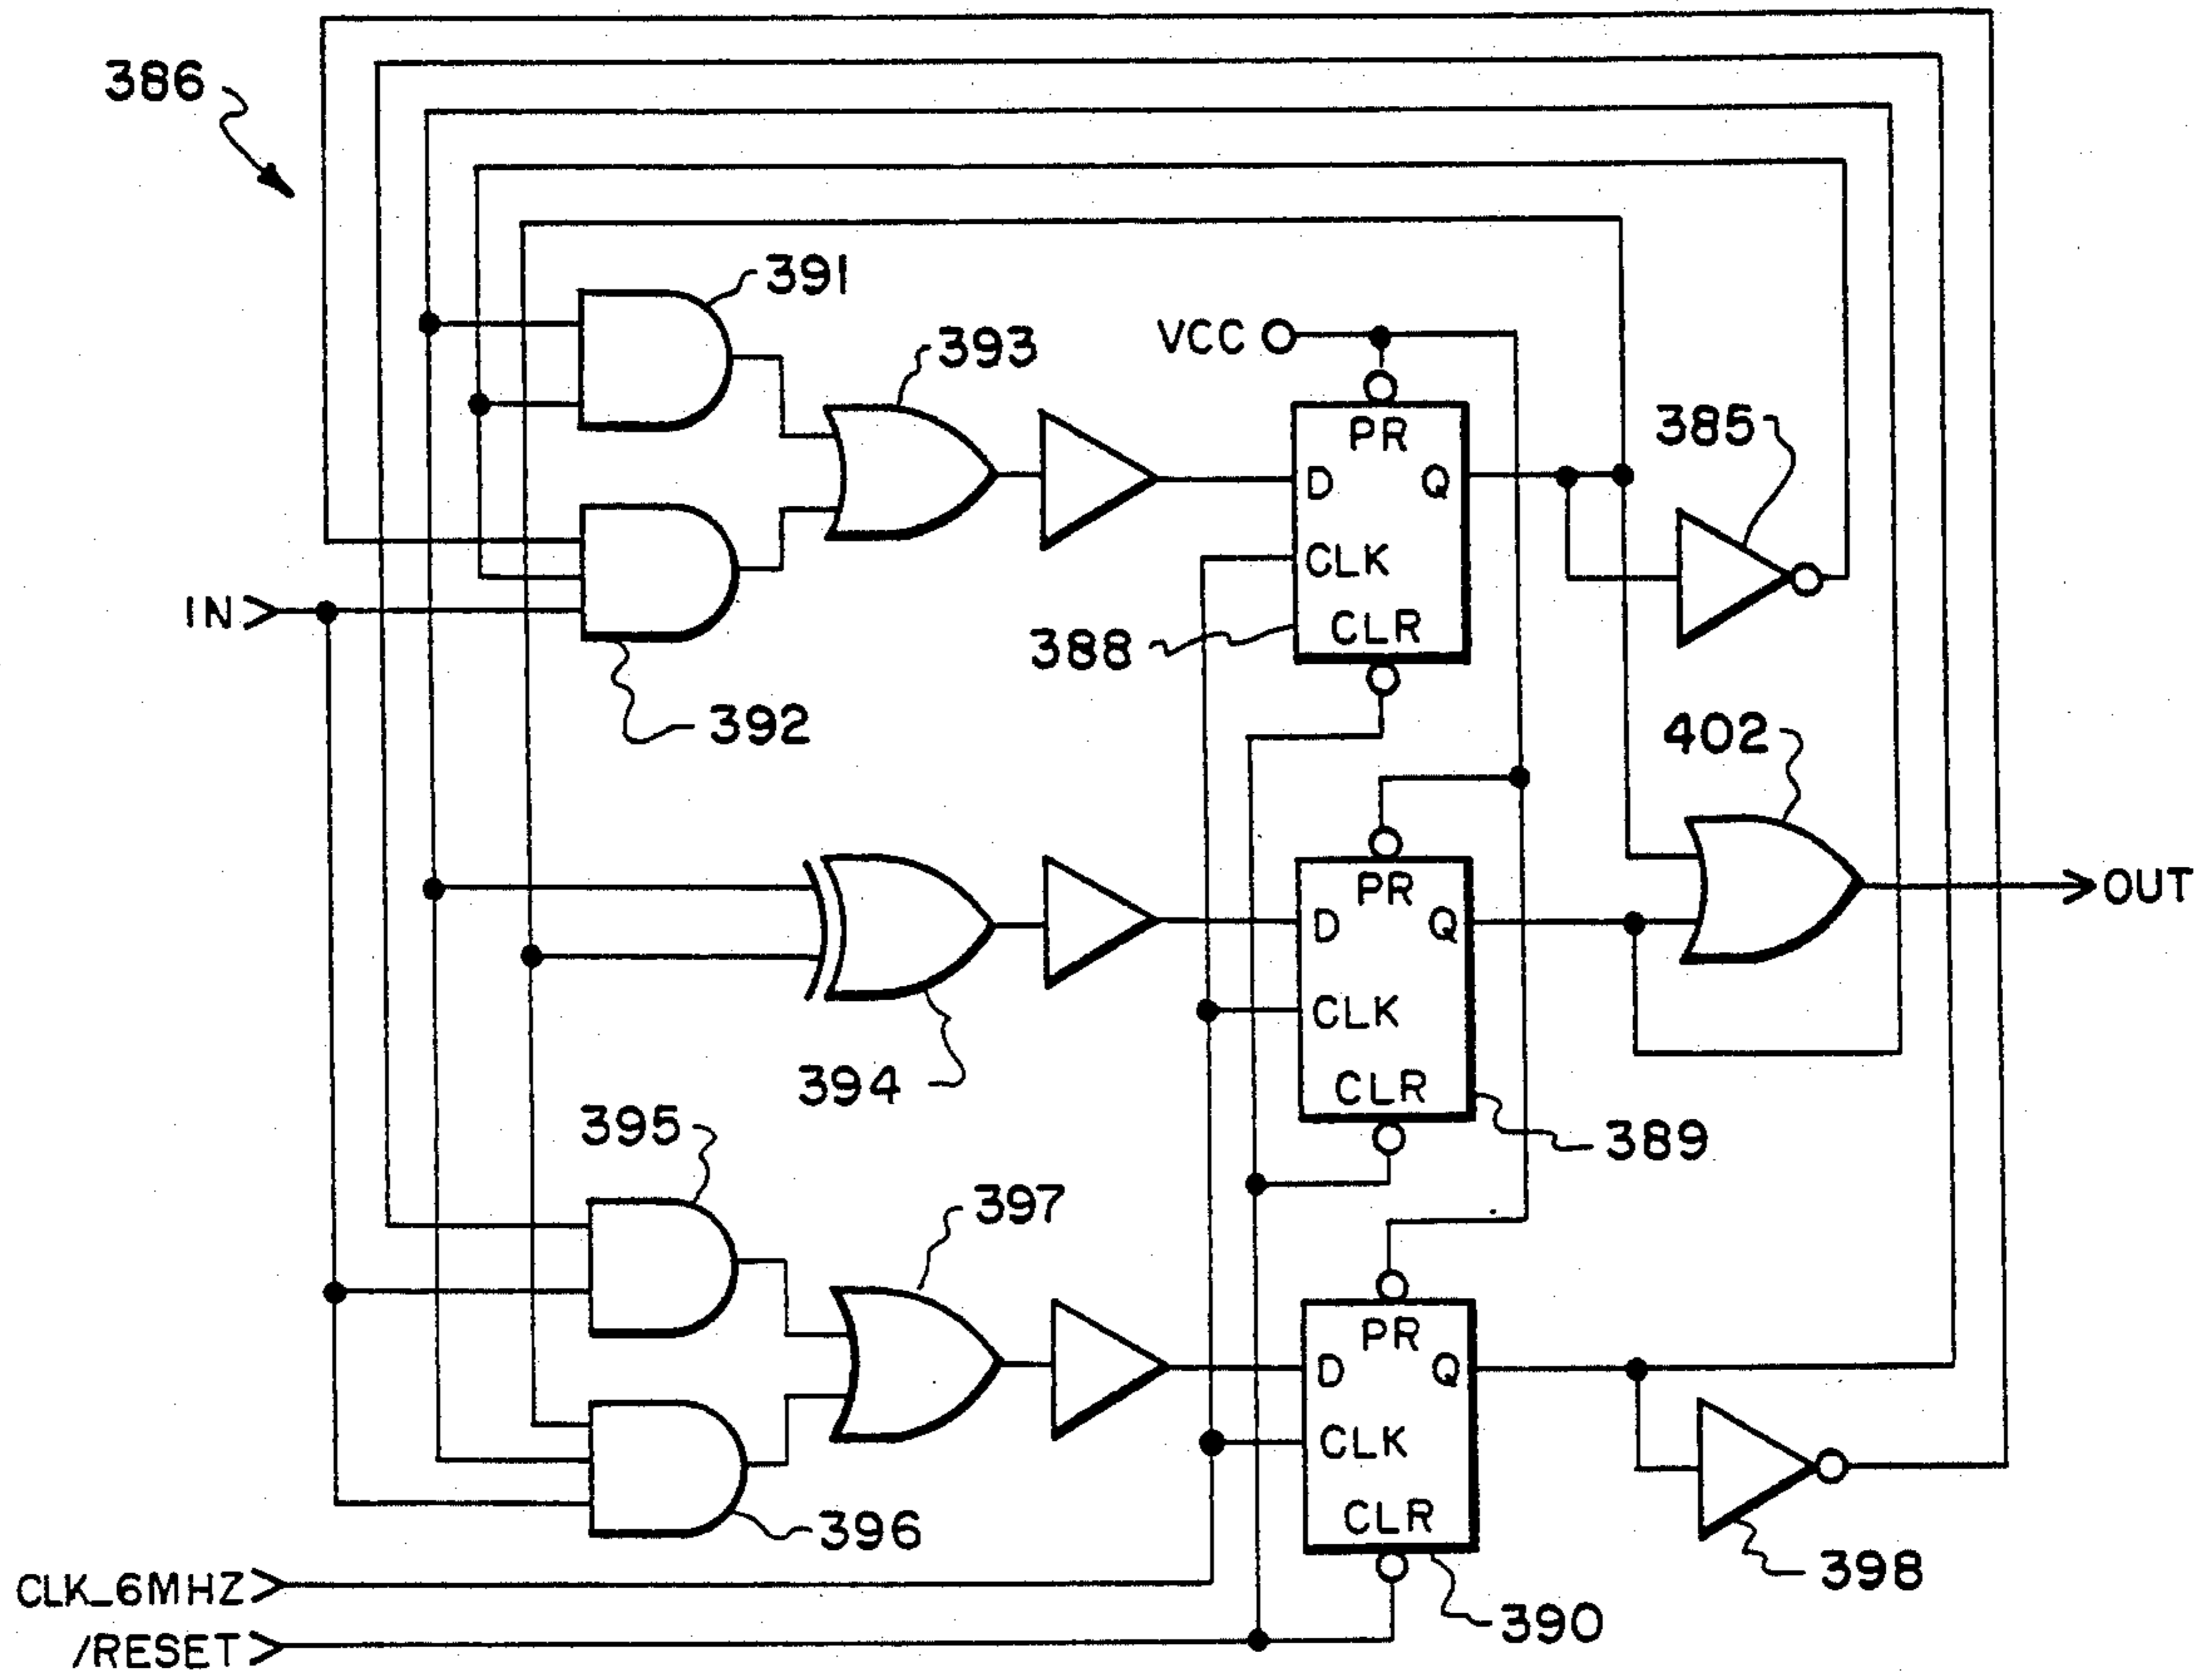 386
391
393
VCC
PR
D Q
CLK
CLR
385
IN
388
392
402
PR
D Q
CLK
CLR
OUT
394
389
395
397
PR
D Q
CLK
CLR
396
398
390
CLK_6MHZ
/RESET